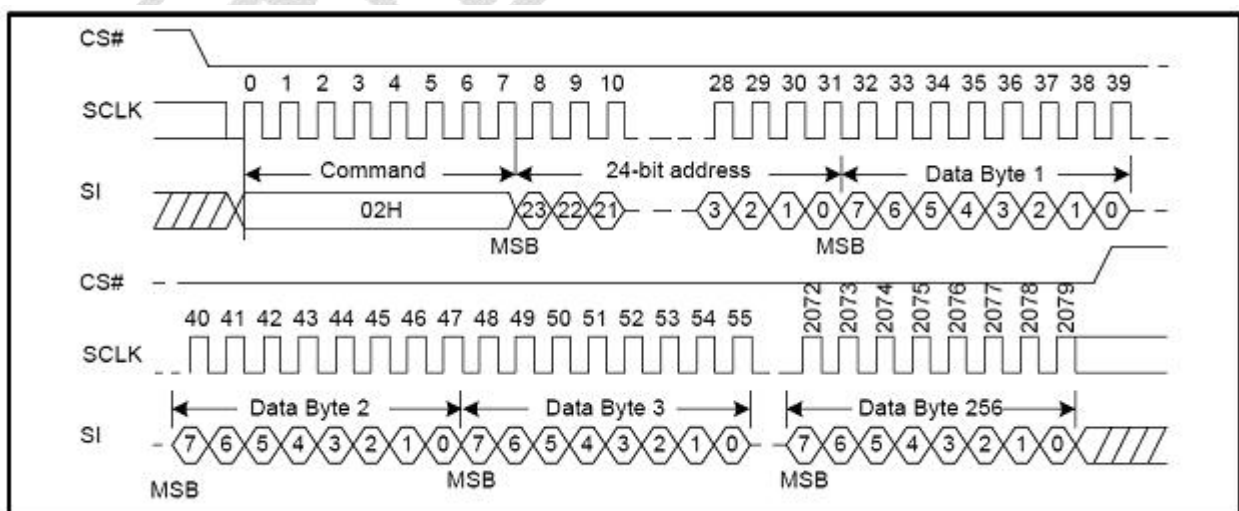 CS#
0 1 2 3 4 5 6 7 8 9 10 28 29 30 31 32 33 34 35 36 37 38 39
SCLK
Command 24-bit address Data Byte 1
SI
02H 23 22 21 3 2 1 0 7 6 5 4 3 2 1 0
MSB MSB
CS#
40 41 42 43 44 45 46 47 48 49 50 51 52 53 54 55 2072 2073 2074 2075 2076 2077 2078 2079
SCLK
Data Byte 2 Data Byte 3 Data Byte 256
SI
7 6 5 4 3 2 1 0 7 6 5 4 3 2 1 0 7 6 5 4 3 2 1 0
MSB MSB MSB